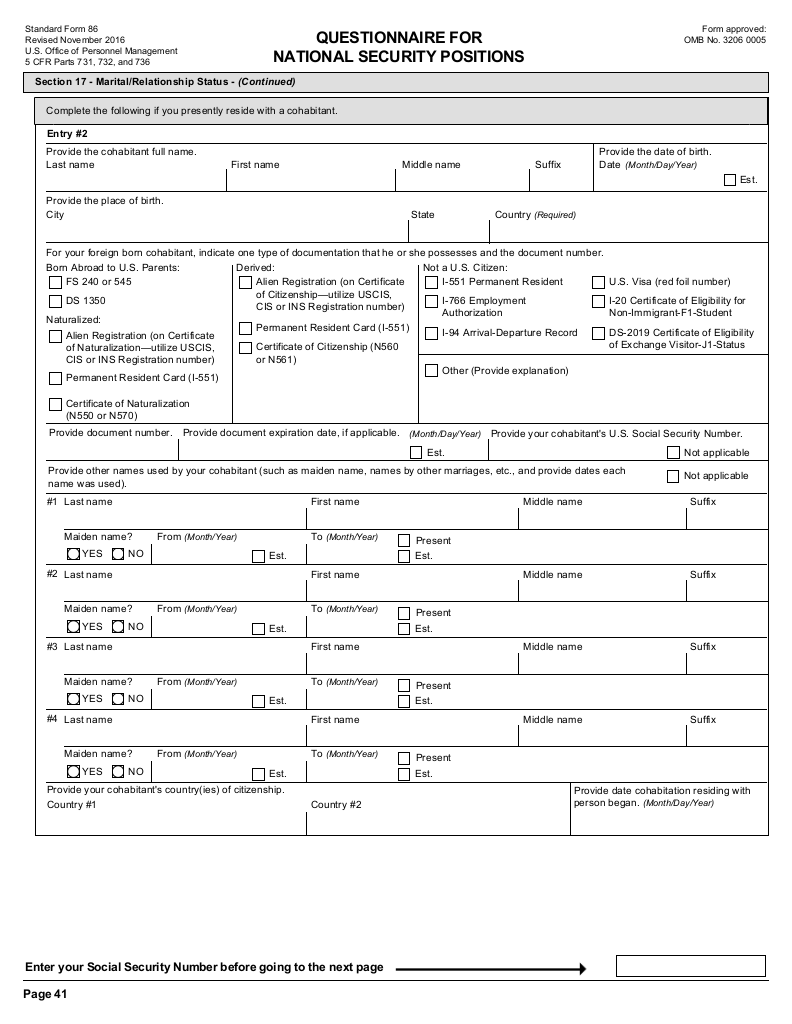 Standard Form 86
Revised November 2016
U.S. Office of Personnel Management
5 CFR Parts 731, 732, and 736
QUESTIONNAIRE FOR
NATIONAL SECURITY POSITIONS
Form approved:
OMB No. 3206 0005
Section 17 - Marital/Relationship Status - (Continued)
Complete the following if you presently reside with a cohabitant.
Entry #2
Provide the cohabitant full name.
Last name First name Middle name Suffix
Provide the date of birth.
Date (Month/Day/Year)
Est.
Provide the place of birth.
City State Country (Required)
For your foreign born cohabitant, indicate one type of documentation that he or she possesses and the document number.
Born Abroad to U.S. Parents:
FS 240 or 545
DS 1350
Naturalized:
Alien Registration (on Certificate
of Naturalization—utilize USCIS,
CIS or INS Registration number)
Permanent Resident Card (I-551)
Certificate of Naturalization
(N550 or N570)
Derived:
Alien Registration (on Certificate
of Citizenship—utilize USCIS,
CIS or INS Registration number)
Permanent Resident Card (I-551)
Certificate of Citizenship (N560
or N561)
Not a U.S. Citizen:
I-551 Permanent Resident
I-766 Employment
Authorization
I-94 Arrival-Departure Record
U.S. Visa (red foil number)
I-20 Certificate of Eligibility for
Non-Immigrant-F1-Student
DS-2019 Certificate of Eligibility
of Exchange Visitor-J1-Status
Other (Provide explanation)
Provide document number. Provide document expiration date, if applicable. (Month/Day/Year) Provide your cohabitant's U.S. Social Security Number.
Est. Not applicable
Provide other names used by your cohabitant (such as maiden name, names by other marriages, etc., and provide dates each
name was used).
Not applicable
#1 Last name First name Middle name Suffix
Maiden name? From (Month/Year) To (Month/Year) Present
YES NO Est. Est.
#2 Last name First name Middle name Suffix
Maiden name? From (Month/Year) To (Month/Year) Present
YES NO Est. Est.
#3 Last name First name Middle name Suffix
Maiden name? From (Month/Year) To (Month/Year) Present
YES NO Est. Est.
#4 Last name First name Middle name Suffix
Maiden name? From (Month/Year) To (Month/Year) Present
YES NO Est. Est.
Provide your cohabitant's country(ies) of citizenship.
Country #1 Country #2
Provide date cohabitation residing with
person began. (Month/Day/Year)
Enter your Social Security Number before going to the next page
Page 41